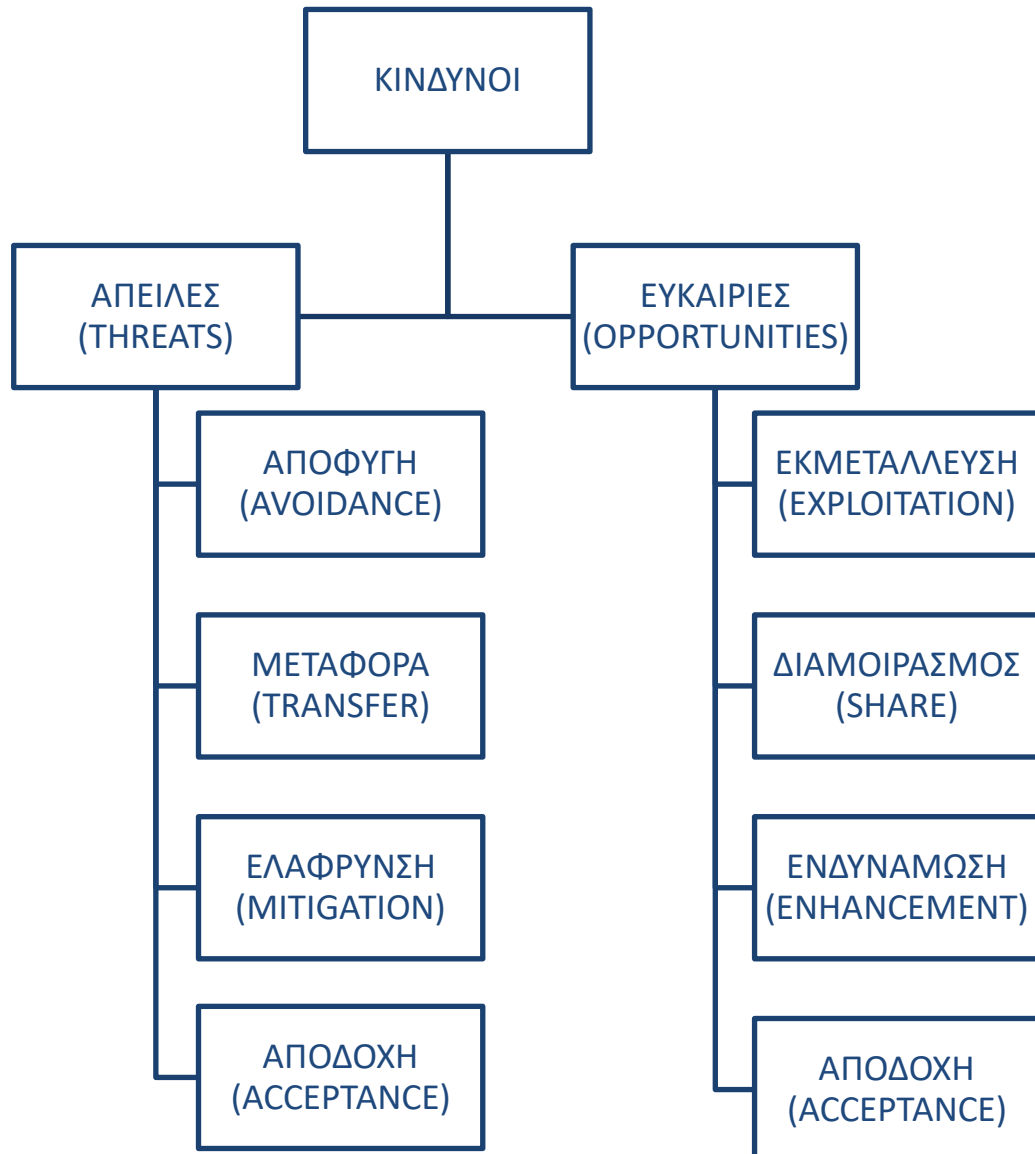 ΚΙΝΔΥΝΟΙ
ΑΠΕΙΛΕΣ
(THREATS)
ΕΥΚΑΙΡΙΕΣ
(OPPORTUNITIES)
ΑΠΟΦΥΓΗ
(AVOIDANCE)
ΜΕΤΑΦΟΡΑ
(TRANSFER)
ΕΛΑΦΡΥΝΣΗ
(MITIGATION)
ΑΠΟΔΟΧΗ
(ACCEPTANCE)
ΕΚΜΕΤΑΛΛΕΥΣΗ
(EXPLOITATION)
ΔΙΑΜΟΙΡΑΣΜΟΣ
(SHARE)
ΕΝΔΥΝΑΜΩΣΗ
(ENHANCEMENT)
ΑΠΟΔΟΧΗ
(ACCEPTANCE)